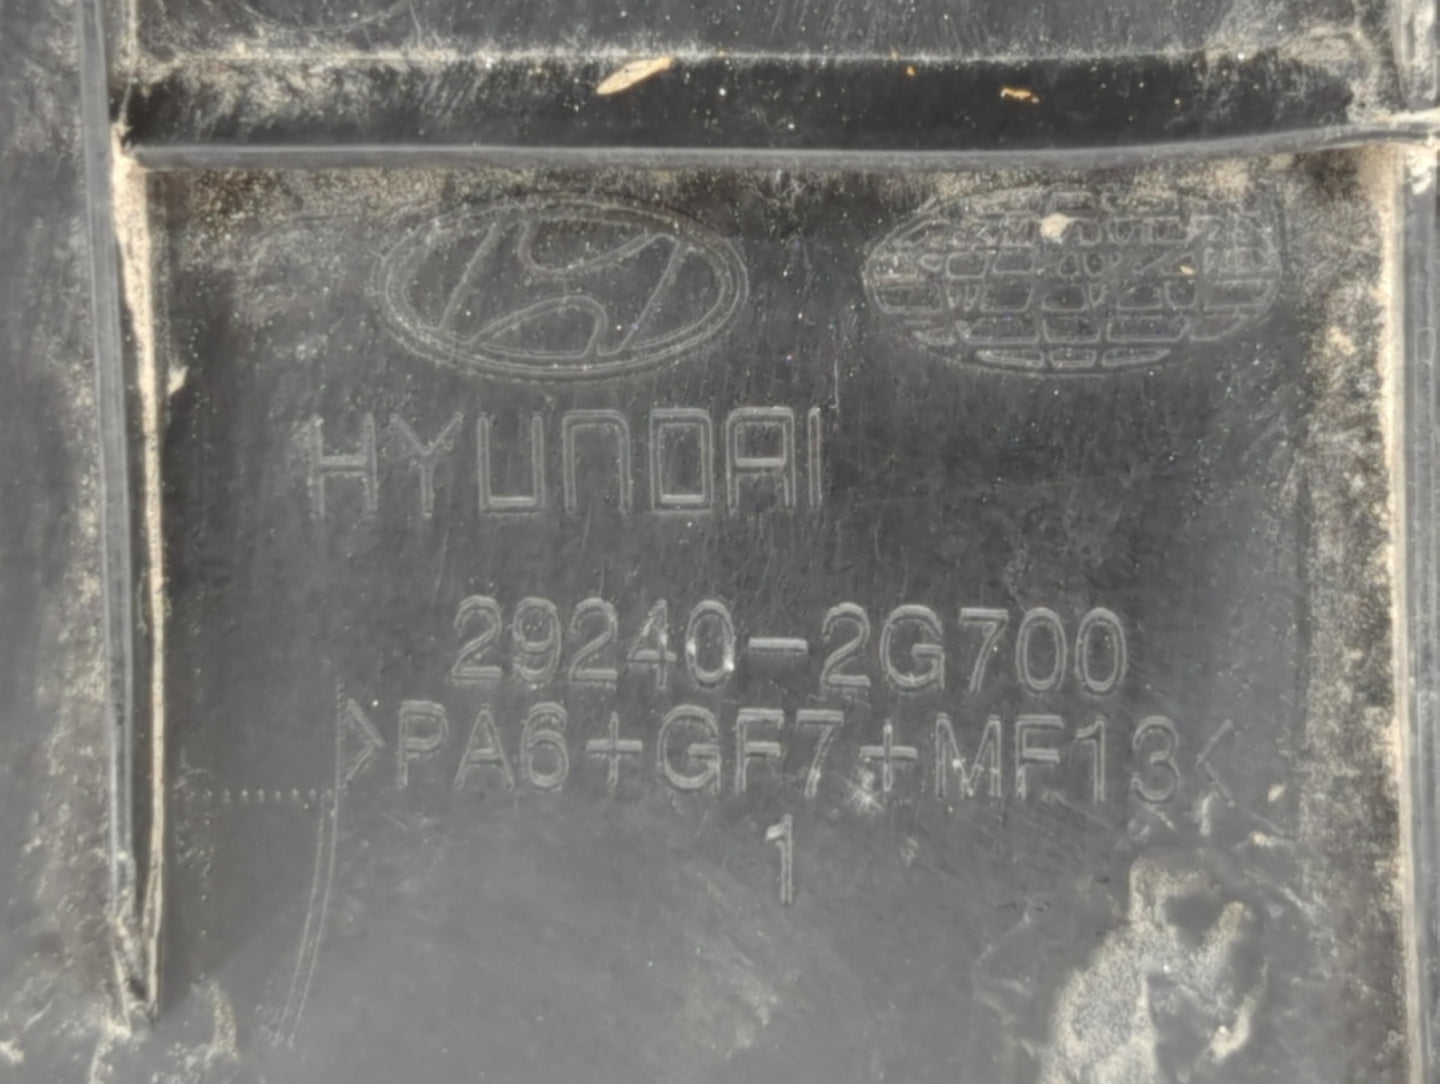 HYUNDAI
29240-2G700
>PA6+GF7+MF13<
1